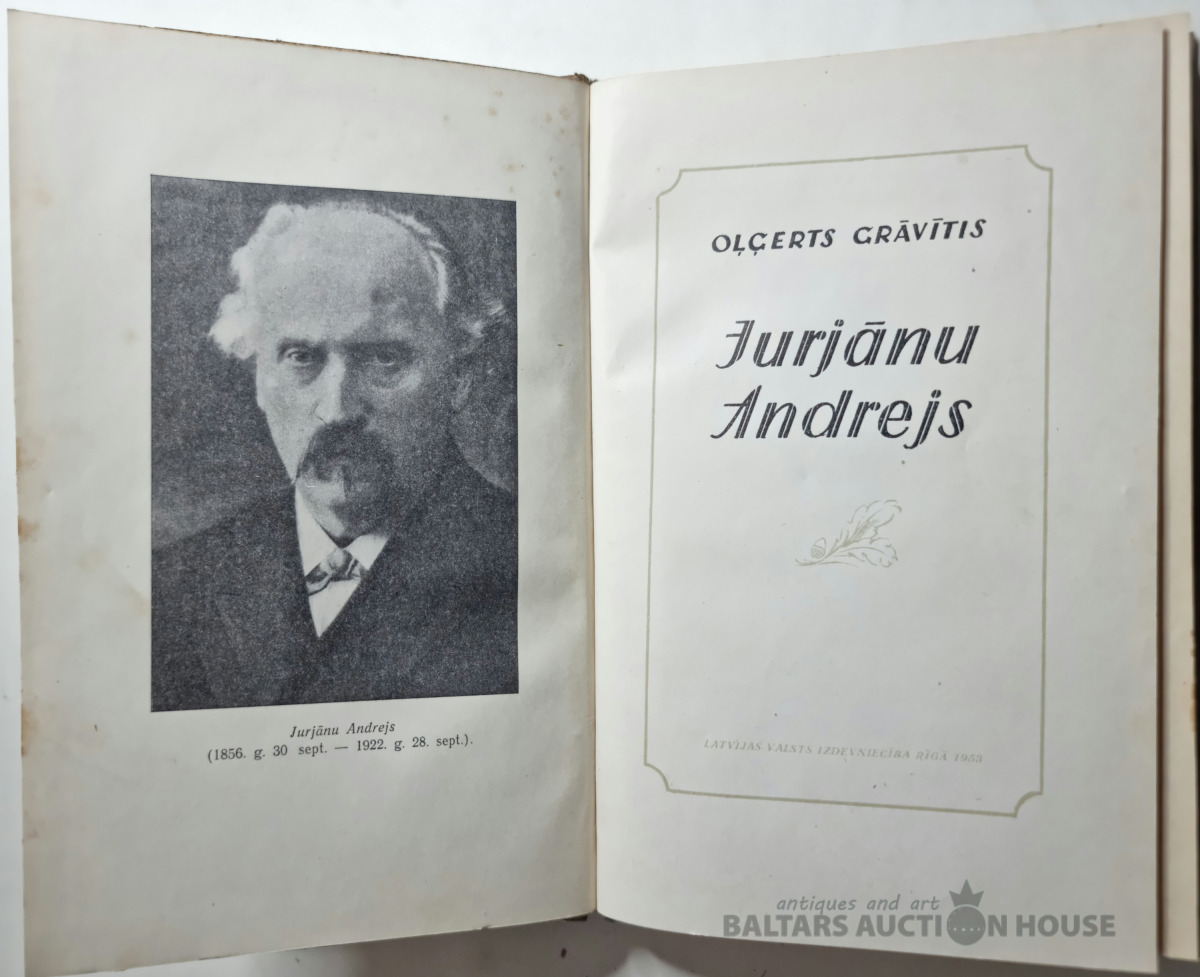 Jurjānu Andrejs
(1856. g. 30 sept. — 1922. g. 28. sept.).
OĻĢERTS GRĀVĪTIS
Jurjānu
Andrejs
LATVIJAS VALSTS IZDEVNIECĪBA RĪGĀ 1953
antiques and art
BALTARS AUCTION HOUSE